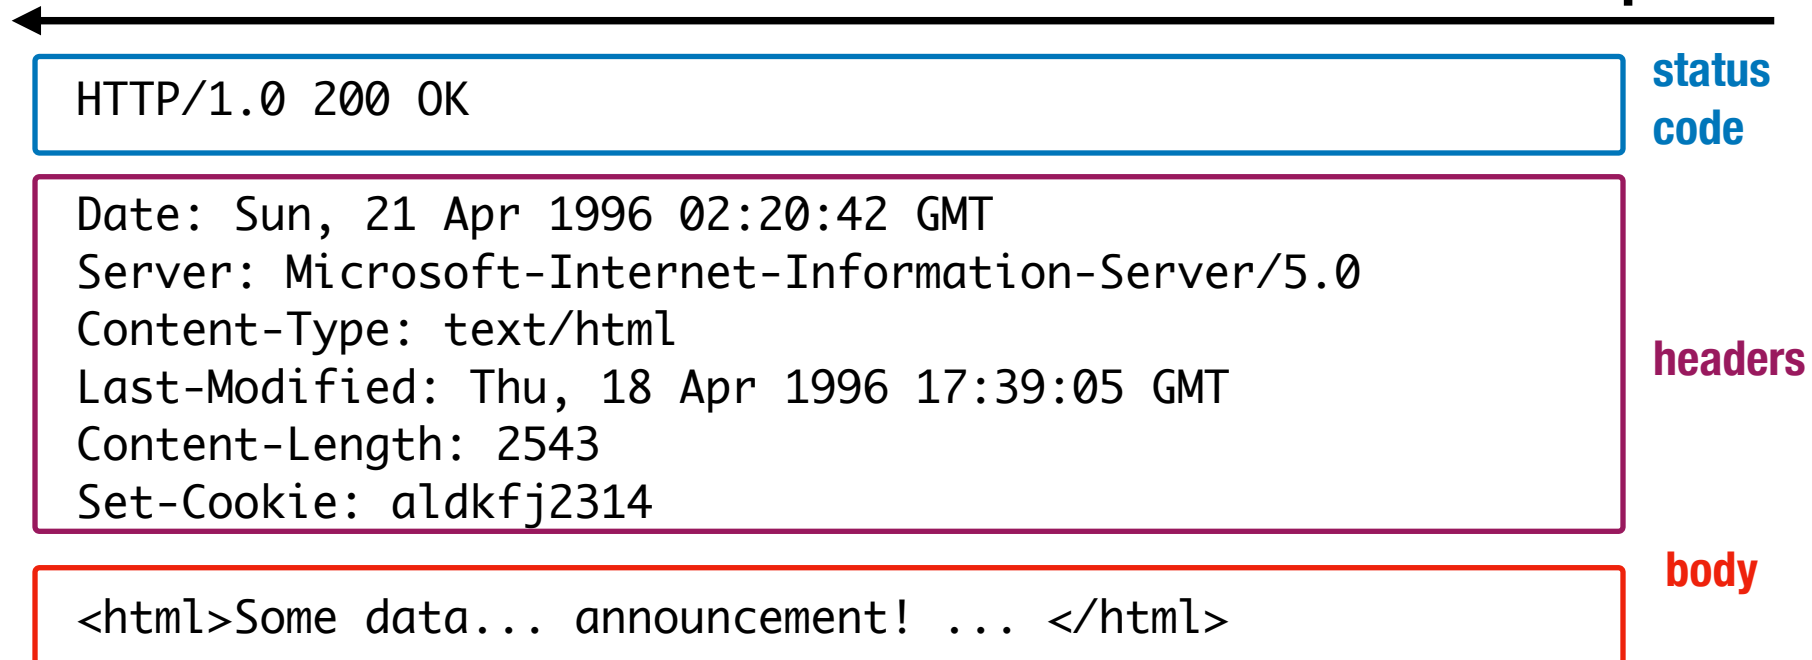 HTTP/1.0 200 OK
status
code
Date: Sun, 21 Apr 1996 02:20:42 GMT
Server: Microsoft-Internet-Information-Server/5.0
Content-Type: text/html
Last-Modified: Thu, 18 Apr 1996 17:39:05 GMT
Content-Length: 2543
Set-Cookie: aldkfj2314
headers
body
<html>Some data... announcement! ... </html>